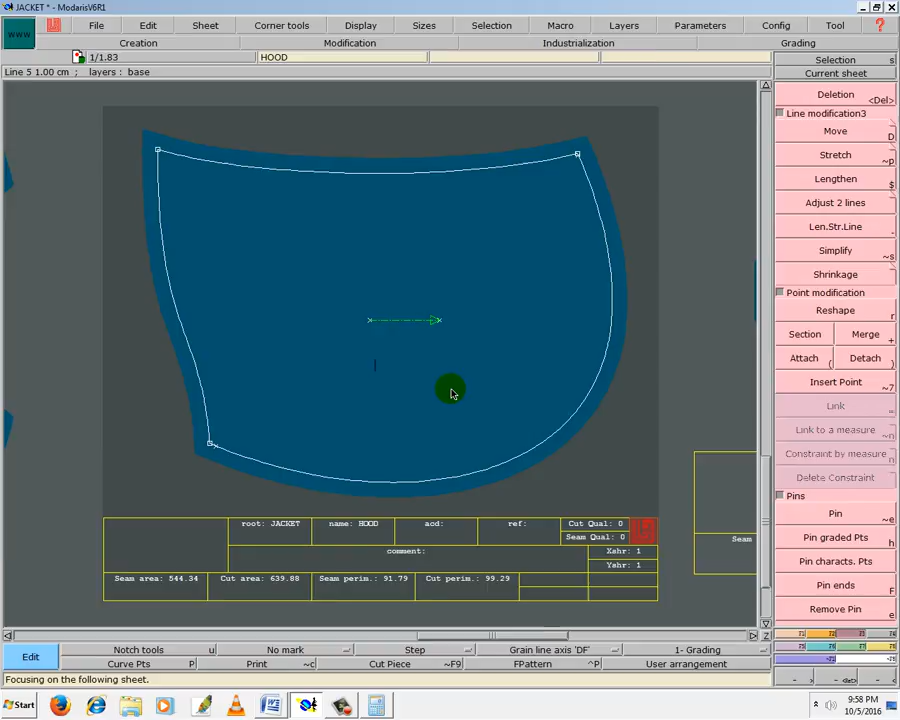 JACKET * - ModarisV6R1
File Edit Sheet Corner tools Display Sizes Selection Macro Layers Parameters Config Tool ?
www
Creation Modification Industrialization Grading
1/1.83 HOOD
Line 5 1.00 cm ; layers : base
Selection s
Current sheet
Deletion <Del>
Line modification3
Move D
Stretch ~p
Lengthen $
Adjust 2 lines
Len.Str.Line -
Simplify ~s
Shrinkage
Point modification
Reshape r
Section Merge +
Attach ( Detach )
Insert Point ~7
Link =
Link to a measure ~n
Constraint by measure n
Delete Constraint
Pins
Pin ~e
Pin graded Pts h
Pin characts. Pts
Pin ends F
Remove Pin e
root: JACKET name: HOOD acd: ref: Cut Qual: 0
Seam Qual: 0
comment: Xshr: 1
Yshr: 1
Seam area: 544.34 Cut area: 639.88 Seam perim.: 91.79 Cut perim.: 99.29
Seam
Z
Edit
Notch tools u No mark Step Grain line axis 'DF' 1- Grading
Curve Pts P Print ~c Cut Piece ~F9 FPattern ^P User arrangement
Focusing on the following sheet.
Start
9:58 PM
10/5/2016